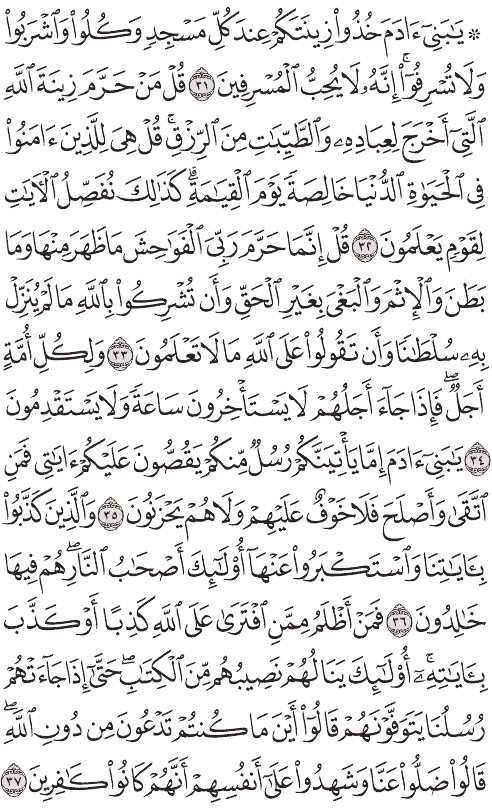 ۞ يَٰبَنِيٓ ءَادَمَ خُذُواْ زِينَتَكُمۡ عِندَ كُلِّ مَسۡجِدٖ وَكُلُواْ وَٱشۡرَبُواْ
وَلَا تُسۡرِفُوٓاْۚ إِنَّهُۥ لَا يُحِبُّ ٱلۡمُسۡرِفِينَ ٣١ قُلۡ مَنۡ حَرَّمَ زِينَةَ ٱللَّهِ
ٱلَّتِيٓ أَخۡرَجَ لِعِبَادِهِۦ وَٱلطَّيِّبَٰتِ مِنَ ٱلرِّزۡقِۚ قُلۡ هِيَ لِلَّذِينَ ءَامَنُواْ
فِي ٱلۡحَيَوٰةِ ٱلدُّنۡيَا خَالِصَةٗ يَوۡمَ ٱلۡقِيَٰمَةِۗ كَذَٰلِكَ نُفَصِّلُ ٱلۡأٓيَٰتِ
لِقَوۡمٖ يَعۡلَمُونَ ٣٢ قُلۡ إِنَّمَا حَرَّمَ رَبِّيَ ٱلۡفَوَٰحِشَ مَا ظَهَرَ مِنۡهَا وَمَا
بَطَنَ وَٱلۡإِثۡمَ وَٱلۡبَغۡيَ بِغَيۡرِ ٱلۡحَقِّ وَأَن تُشۡرِكُواْ بِٱللَّهِ مَا لَمۡ يُنَزِّلۡ
بِهِۦ سُلۡطَٰنٗا وَأَن تَقُولُواْ عَلَى ٱللَّهِ مَا لَا تَعۡلَمُونَ ٣٣ وَلِكُلِّ أُمَّةٍ
أَجَلٞۖ فَإِذَا جَآءَ أَجَلُهُمۡ لَا يَسۡتَأۡخِرُونَ سَاعَةٗ وَلَا يَسۡتَقۡدِمُونَ
٣٤ يَٰبَنِيٓ ءَادَمَ إِمَّا يَأۡتِيَنَّكُمۡ رُسُلٞ مِّنكُمۡ يَقُصُّونَ عَلَيۡكُمۡ ءَايَٰتِي فَمَنِ
ٱتَّقَىٰ وَأَصۡلَحَ فَلَا خَوۡفٌ عَلَيۡهِمۡ وَلَا هُمۡ يَحۡزَنُونَ ٣٥ وَٱلَّذِينَ كَذَّبُواْ
بِـَٔايَٰتِنَا وَٱسۡتَكۡبَرُواْ عَنۡهَآ أُوْلَٰٓئِكَ أَصۡحَٰبُ ٱلنَّارِۖ هُمۡ فِيهَا
خَٰلِدُونَ ٣٦ فَمَنۡ أَظۡلَمُ مِمَّنِ ٱفۡتَرَىٰ عَلَى ٱللَّهِ كَذِبًا أَوۡ كَذَّبَ
بِـَٔايَٰتِهِۦٓۚ أُوْلَٰٓئِكَ يَنَالُهُمۡ نَصِيبُهُم مِّنَ ٱلۡكِتَٰبِۖ حَتَّىٰٓ إِذَا جَآءَتۡهُمۡ
رُسُلُنَا يَتَوَفَّوۡنَهُمۡ قَالُوٓاْ أَيۡنَ مَا كُنتُمۡ تَدۡعُونَ مِن دُونِ ٱللَّهِۖ
قَالُواْ ضَلُّواْ عَنَّا وَشَهِدُواْ عَلَىٰٓ أَنفُسِهِمۡ أَنَّهُمۡ كَانُواْ كَٰفِرِينَ ٣٧